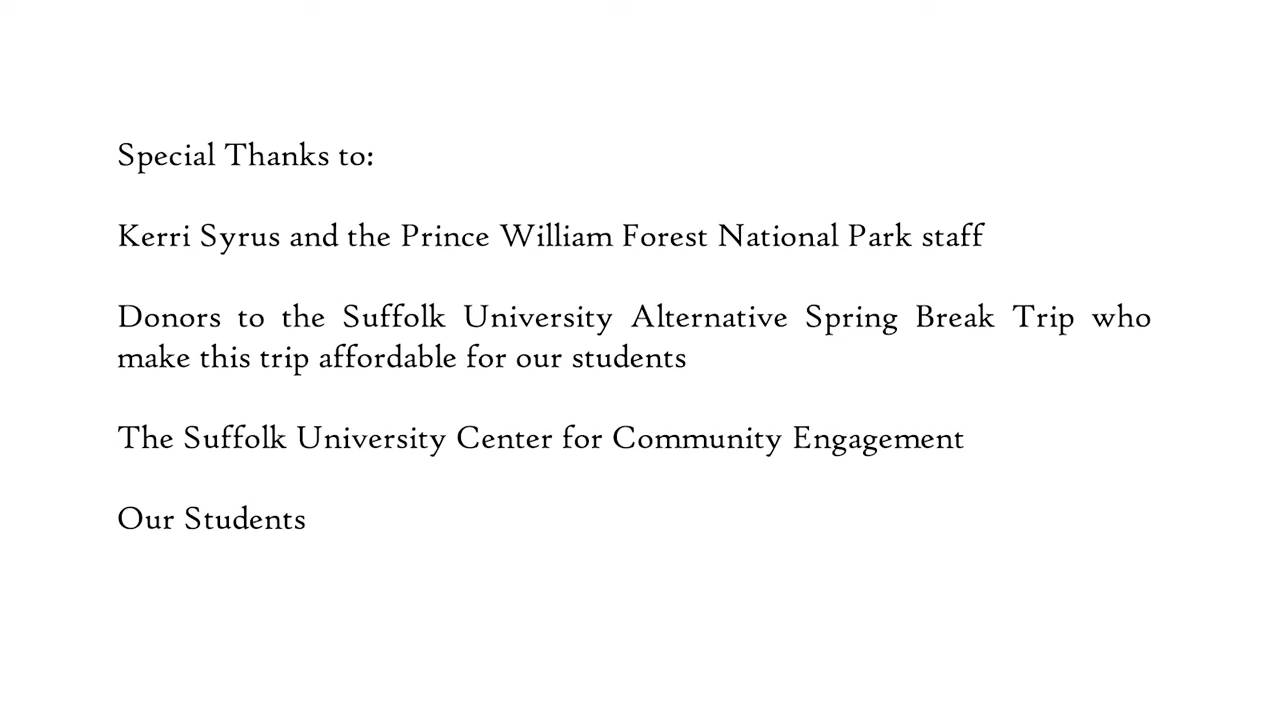 Special Thanks to:
Kerri Syrus and the Prince William Forest National Park staff
Donors to the Suffolk University Alternative Spring Break Trip who
make this trip affordable for our students
The Suffolk University Center for Community Engagement
Our Students